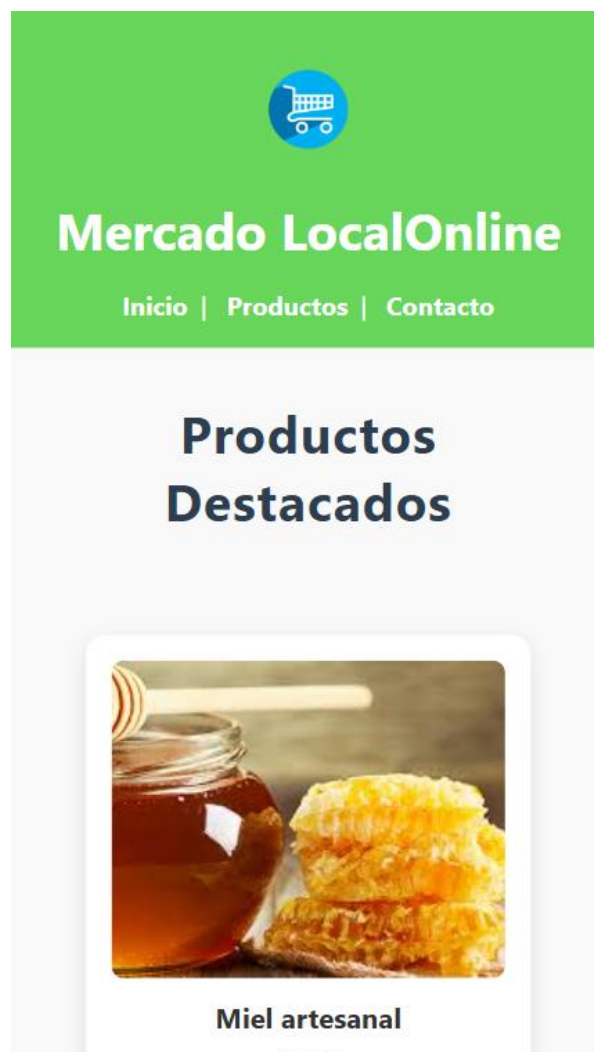 Mercado LocalOnline
Inicio | Productos | Contacto
Productos
Destacados
Miel artesanal